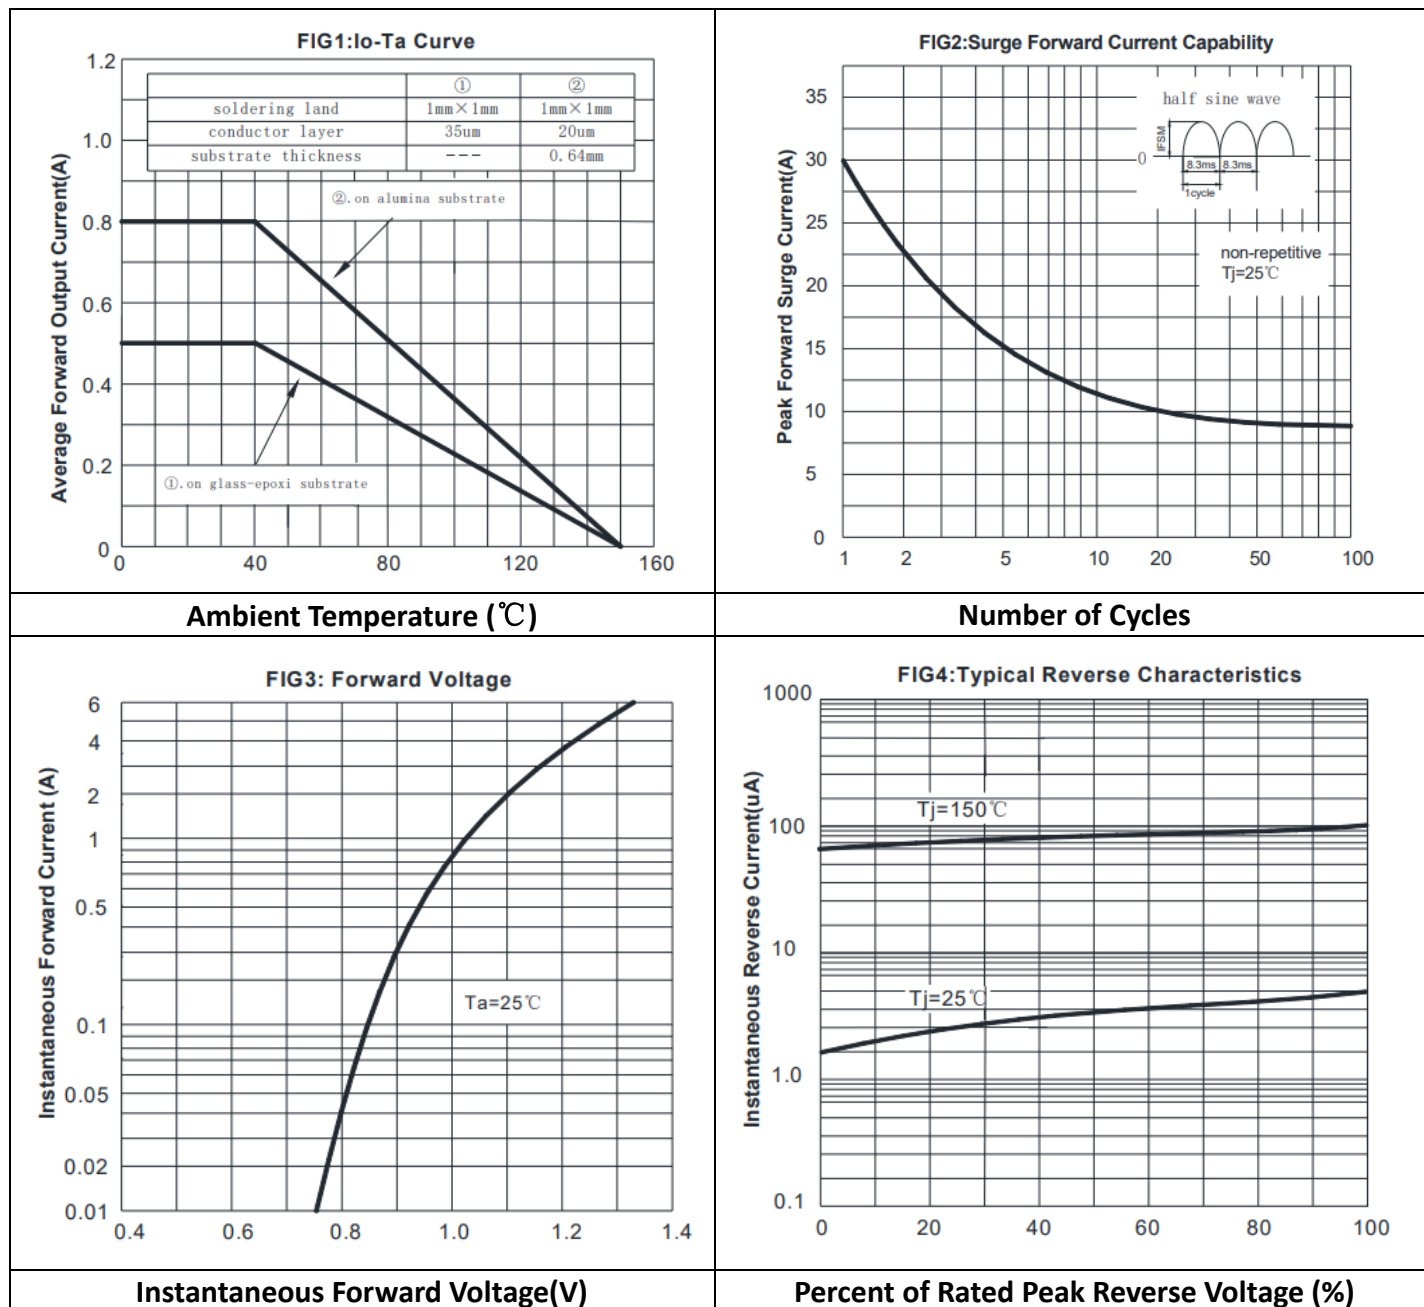 FIG1:Io-Ta Curve
Average Forward Output Current(A)
1.2
1.0
0.8
0.6
0.4
0.2
0
① ②
soldering land 1mm×1mm 1mm×1mm
conductor layer 35um 20um
substrate thickness --- 0.64mm
②.on alumina substrate
①.on glass-epoxi substrate
0 40 80 120 160
Ambient Temperature (℃)
FIG2:Surge Forward Current Capability
Peak Forward Surge Current(A)
35
30
25
20
15
10
5
0
half sine wave
IFSM
0
8.3ms 8.3ms
1cycle
non-repetitive
Tj=25℃
1 2 5 10 20 50 100
Number of Cycles
FIG3: Forward Voltage
Instantaneous Forward Current (A)
6
4
2
1
0.5
0.1
0.05
0.02
0.01
Ta=25℃
0.4 0.6 0.8 1.0 1.2 1.4
Instantaneous Forward Voltage(V)
FIG4:Typical Reverse Characteristics
Instantaneous Reverse Current(uA)
1000
100
10
1.0
0.1
Tj=150℃
Tj=25℃
0 20 40 60 80 100
Percent of Rated Peak Reverse Voltage (%)